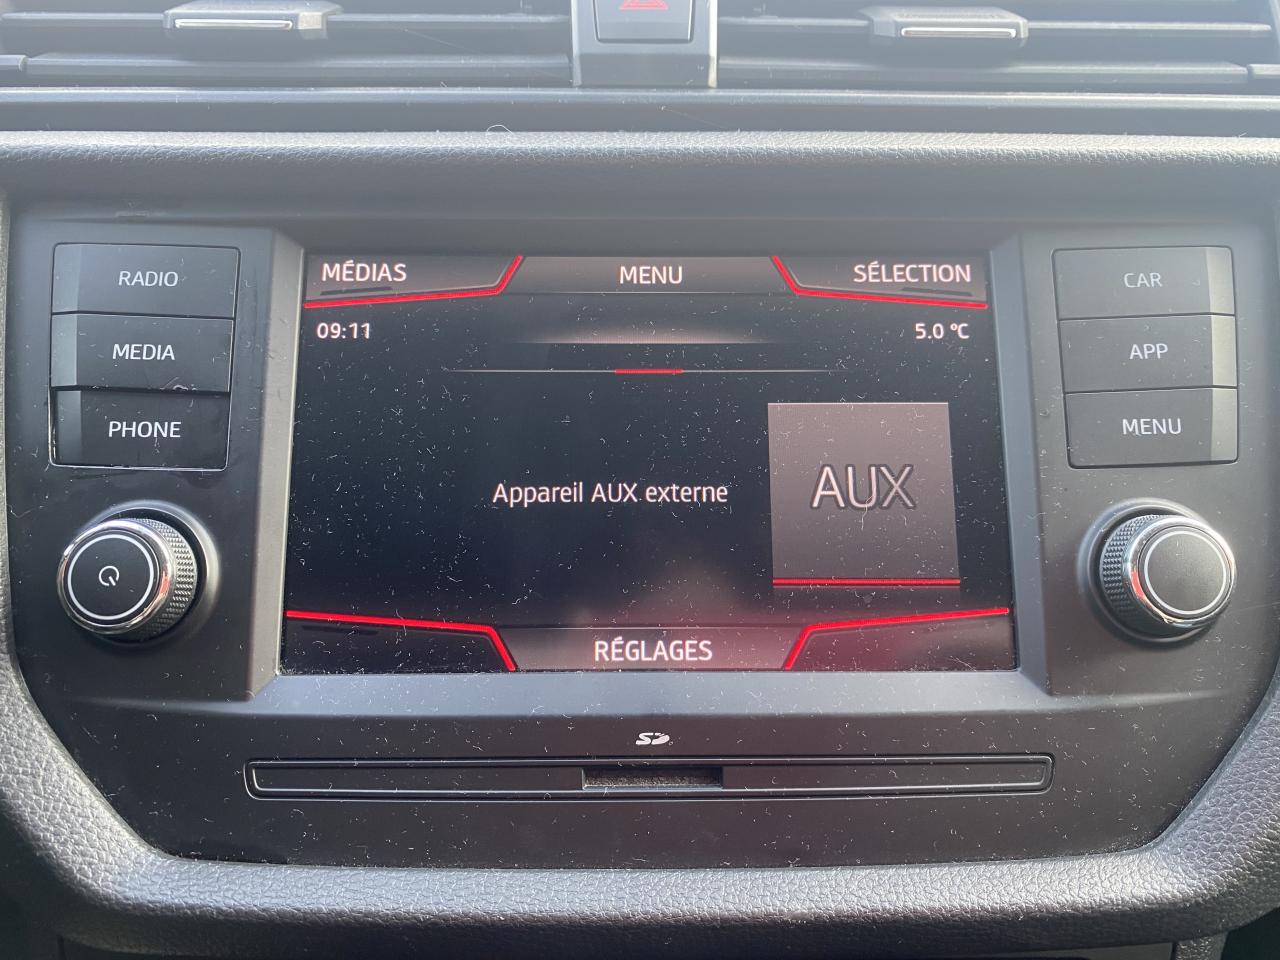 RADIO
MEDIA
PHONE
MÉDIAS
MENU
SÉLECTION
09:11
5.0 °C
Appareil AUX externe
AUX
RÉGLAGES
CAR
APP
MENU
SD